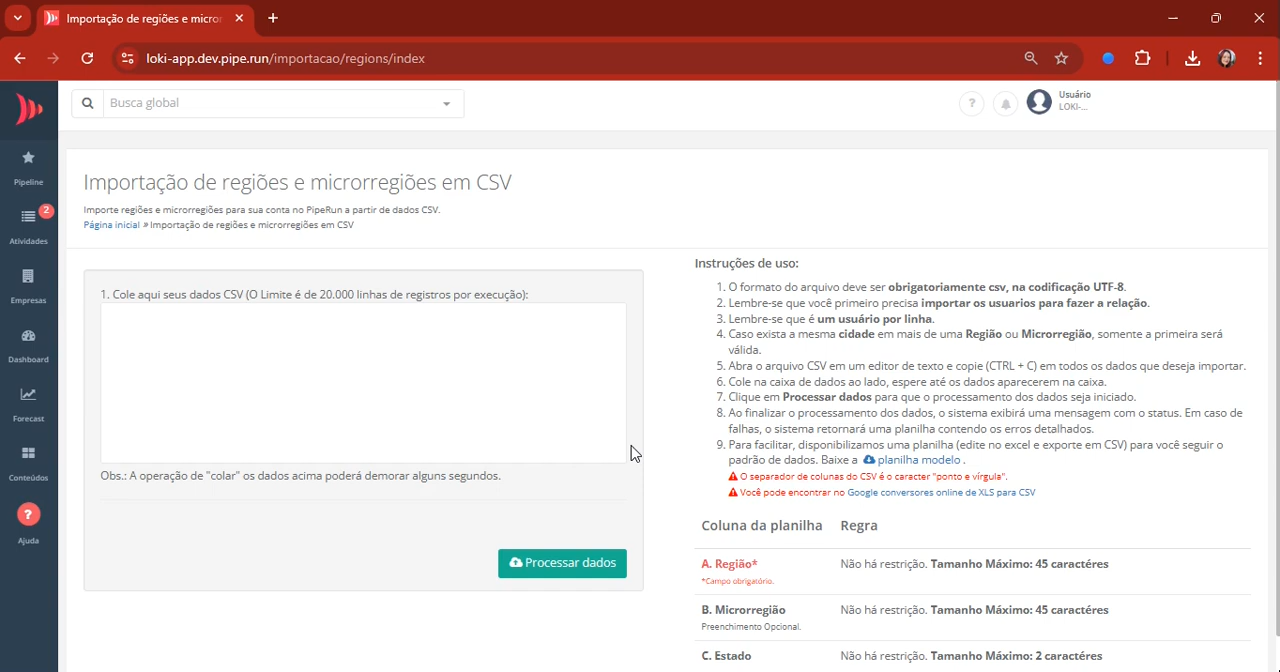 Importação de regiões e micror
loki-app.dev.pipe.run/importacao/regions/index
Busca global
?
Usuário
LOKI-...
Pipeline
2
Atividades
Empresas
Dashboard
Forecast
Conteúdos
?
Ajuda
Importação de regiões e microrregiões em CSV
Importe regiões e microrregiões para sua conta no PipeRun a partir de dados CSV.
Página inicial » Importação de regiões e microrregiões em CSV
1. Cole aqui seus dados CSV (O Limite é de 20.000 linhas de registros por execução):
Obs.: A operação de "colar" os dados acima poderá demorar alguns segundos.
Processar dados
Instruções de uso:
1. O formato do arquivo deve ser obrigatoriamente csv, na codificação UTF-8.
2. Lembre-se que você primeiro precisa importar os usuarios para fazer a relação.
3. Lembre-se que é um usuário por linha.
4. Caso exista a mesma cidade em mais de uma Região ou Microrregião, somente a primeira será
válida.
5. Abra o arquivo CSV em um editor de texto e copie (CTRL + C) em todos os dados que deseja importar.
6. Cole na caixa de dados ao lado, espere até os dados aparecerem na caixa.
7. Clique em Processar dados para que o processamento dos dados seja iniciado.
8. Ao finalizar o processamento dos dados, o sistema exibirá uma mensagem com o status. Em caso de
falhas, o sistema retornará uma planilha contendo os erros detalhados.
9. Para facilitar, disponibilizamos uma planilha (edite no excel e exporte em CSV) para você seguir o
padrão de dados. Baixe a planilha modelo .
O separador de colunas do CSV é o caracter "ponto e vírgula".
Você pode encontrar no Google conversores online de XLS para CSV
Coluna da planilha Regra
A. Região* Não há restrição. Tamanho Máximo: 45 caractéres
*Campo obrigatório.
B. Microrregião Não há restrição. Tamanho Máximo: 45 caractéres
Preenchimento Opcional.
C. Estado Não há restrição. Tamanho Máximo: 2 caractéres